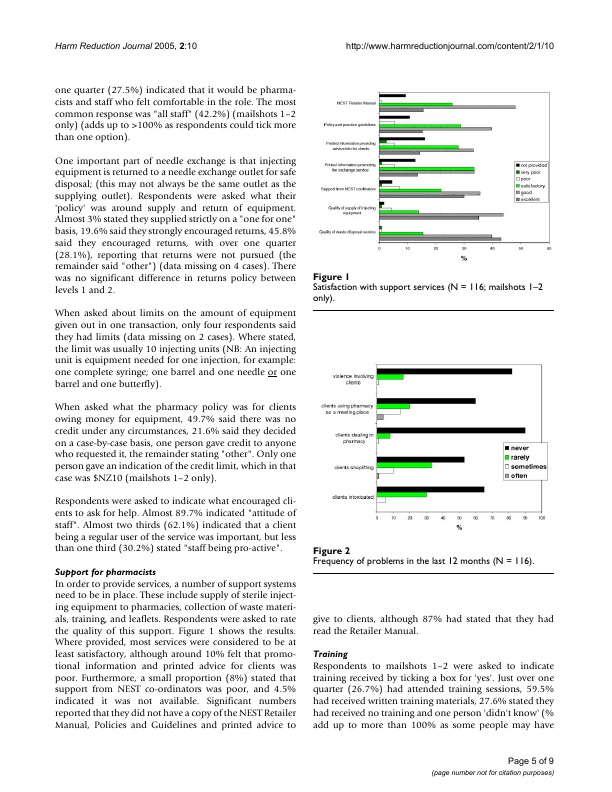 Harm Reduction Journal 2005, 2:10
http://www.harmreductionjournal.com/content/2/1/10
one quarter (27.5%) indicated that it would be pharma-
cists and staff who felt comfortable in the role. The most
common response was "all staff" (42.2%) (mailshots 1–2
only) (adds up to >100% as respondents could tick more
than one option).
One important part of needle exchange is that injecting
equipment is returned to a needle exchange outlet for safe
disposal; (this may not always be the same outlet as the
supplying outlet). Respondents were asked what their
'policy' was around supply and return of equipment.
Almost 3% stated they supplied strictly on a "one for one"
basis, 19.6% said they strongly encouraged returns, 45.8%
said they encouraged returns, with over one quarter
(28.1%), reporting that returns were not pursued (the
remainder said "other") (data missing on 4 cases). There
was no significant difference in returns policy between
levels 1 and 2.
When asked about limits on the amount of equipment
given out in one transaction, only four respondents said
they had limits (data missing on 2 cases). Where stated,
the limit was usually 10 injecting units (NB: An injecting
unit is equipment needed for one injection, for example:
one complete syringe; one barrel and one needle or one
barrel and one butterfly).
When asked what the pharmacy policy was for clients
owing money for equipment, 49.7% said there was no
credit under any circumstances, 21.6% said they decided
on a case-by-case basis, one person gave credit to anyone
who requested it, the remainder stating "other". Only one
person gave an indication of the credit limit, which in that
case was $NZ10 (mailshots 1–2 only).
Respondents were asked to indicate what encouraged cli-
ents to ask for help. Almost 89.7% indicated "attitude of
staff". Almost two thirds (62.1%) indicated that a client
being a regular user of the service was important, but less
than one third (30.2%) stated "staff being pro-active".
Support for pharmacists
In order to provide services, a number of support systems
need to be in place. These include supply of sterile inject-
ing equipment to pharmacies, collection of waste materi-
als, training, and leaflets. Respondents were asked to rate
the quality of this support. Figure 1 shows the results.
Where provided, most services were considered to be at
least satisfactory, although around 10% felt that promo-
tional information and printed advice for clients was
poor. Furthermore, a small proportion (8%) stated that
support from NEST co-ordinators was poor, and 4.5%
indicated it was not available. Significant numbers
reported that they did not have a copy of the NEST Retailer
Manual, Policies and Guidelines and printed advice to
NEST Retailer Manual
Policy and practice guidelines
Printed information providing
advice/info for clients
Printed information promoting
the exchange service
Support from NEST cordinators
Quality of supply of injecting
equipment
Quality of waste disposal service
not provided
very poor
poor
satisfactory
good
excellent
0 10 20 30 40 50 60
%
Figure 1
Satisfaction with support services (N = 116; mailshots 1–2
only).
violence involving
clients
clients using pharmacy
as a meeting place
clients dealing in
pharmacy
clients shoplifting
clients intoxicated
never
rarely
sometimes
often
0 10 20 30 40 50 60 70 80 90 100
%
Figure 2
Frequency of problems in the last 12 months (N = 116).
give to clients, although 87% had stated that they had
read the Retailer Manual.
Training
Respondents to mailshots 1–2 were asked to indicate
training received by ticking a box for 'yes'. Just over one
quarter (26.7%) had attended training sessions, 59.5%
had received written training materials, 27.6% stated they
had received no training and one person 'didn't know' (%
add up to more than 100% as some people may have
Page 5 of 9
(page number not for citation purposes)